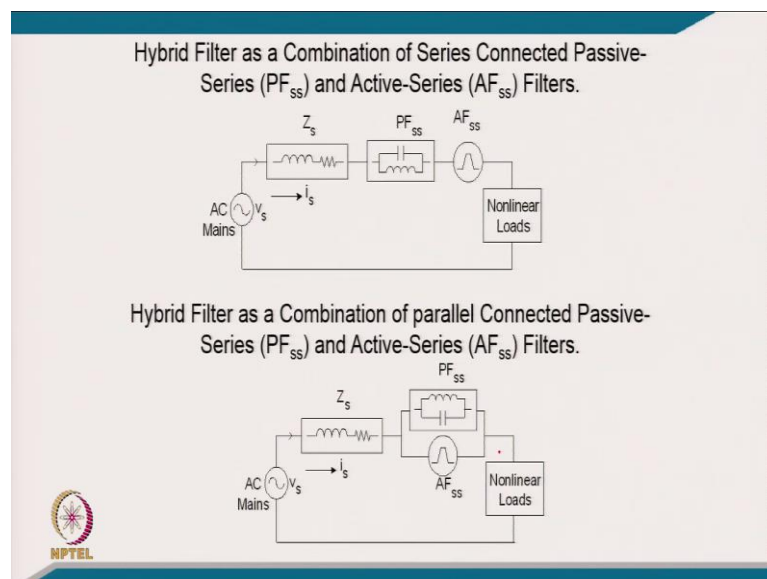 Hybrid Filter as a Combination of Series Connected Passive-
Series (PFss) and Active-Series (AFss) Filters.
Zs
PFss
AFss
is
AC
Mains
vs
Nonlinear
Loads
Hybrid Filter as a Combination of parallel Connected Passive-
Series (PFss) and Active-Series (AFss) Filters.
PFss
Zs
is
AC
Mains
vs
AFss
Nonlinear
Loads
NPTEL